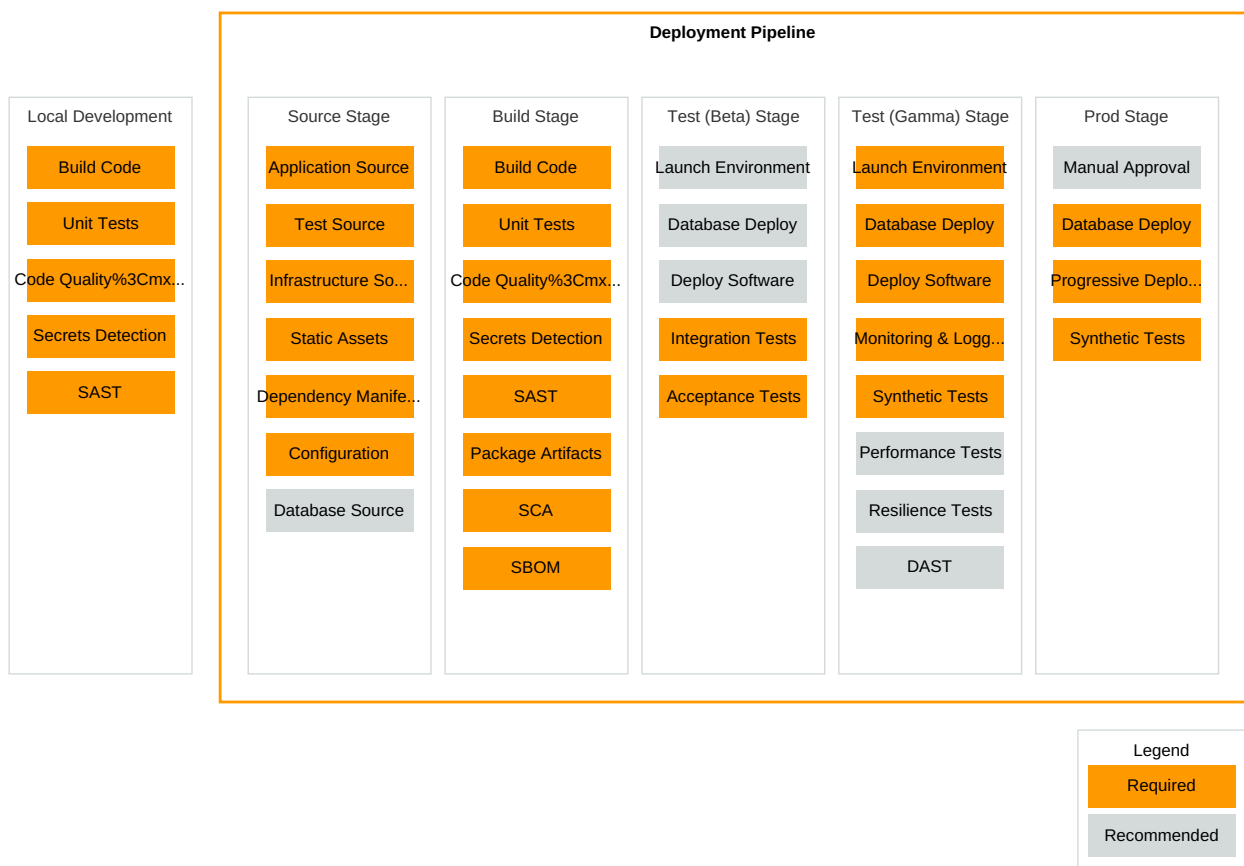 Deployment Pipeline
Local Development
Build Code
Unit Tests
Code Quality%3Cmx...
Secrets Detection
SAST
Source Stage
Application Source
Test Source
Infrastructure So...
Static Assets
Dependency Manife...
Configuration
Database Source
Build Stage
Build Code
Unit Tests
Code Quality%3Cmx...
Secrets Detection
SAST
Package Artifacts
SCA
SBOM
Test (Beta) Stage
Launch Environment
Database Deploy
Deploy Software
Integration Tests
Acceptance Tests
Test (Gamma) Stage
Launch Environment
Database Deploy
Deploy Software
Monitoring & Logg...
Synthetic Tests
Performance Tests
Resilience Tests
DAST
Prod Stage
Manual Approval
Database Deploy
Progressive Deplo...
Synthetic Tests
Legend
Required
Recommended